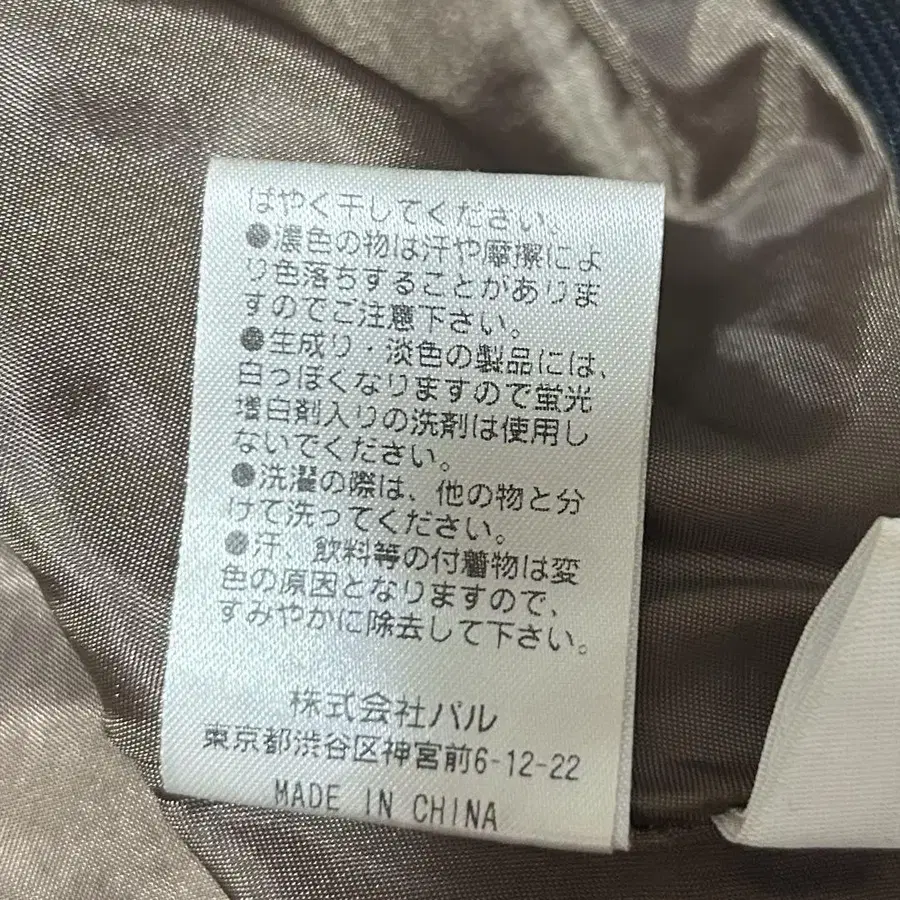 ばやく干してください。
●濃色の物は汗や摩擦によ
り色落ちすることがありま
すのでご注意下さい。
●生成り・淡色の製品には、
白っぽくなりますので蛍光
増白剤入りの洗剤は使用し
ないでください。
●洗濯の際は、他の物と分
けて洗ってください。
●汗、飲料等の付着物は変
色の原因となりますので、
すみやかに除去して下さい。
株式会社パル
東京都渋谷区神宮前6-12-22
MADE IN CHINA